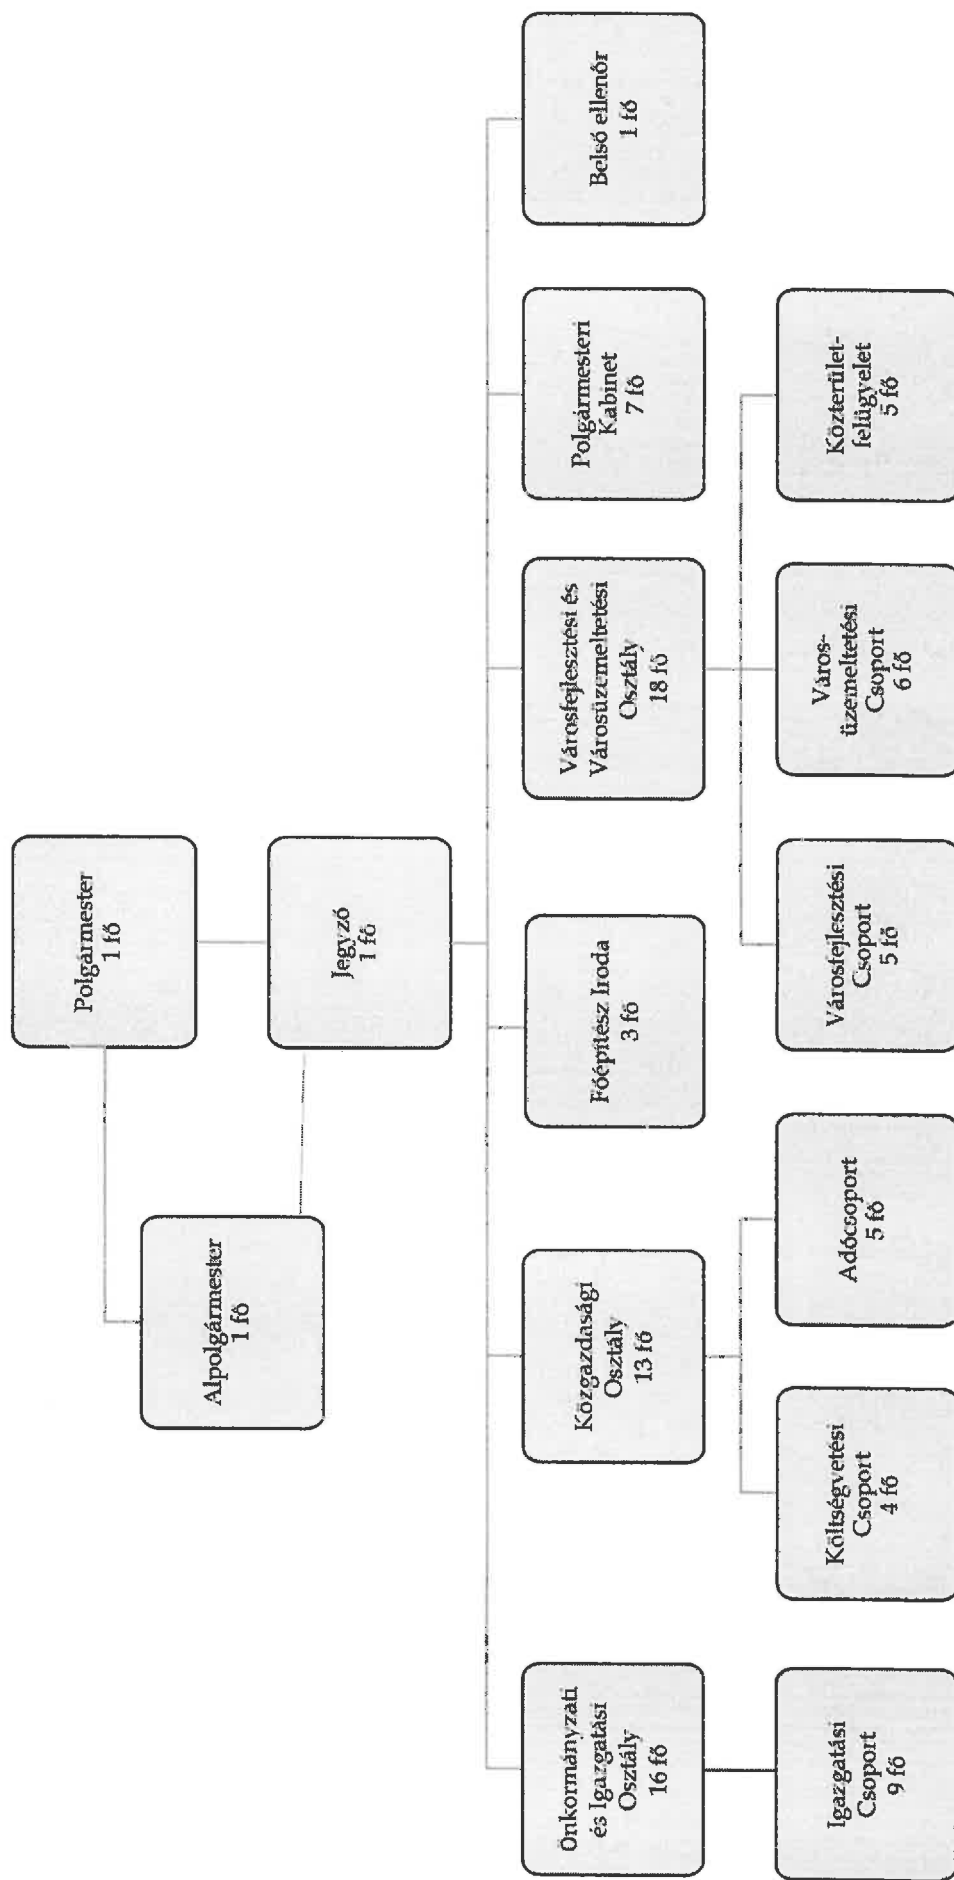 Polgármester
1 fő
Alpolgármester
1 fő
Jegyző
1 fő
Önkormányzati
és Igazgatási
Osztály
16 fő
Közgazdasági
Osztály
13 fő
Főépítész Iroda
3 fő
Városfejlesztési és
Városüzemeltetési
Osztály
18 fő
Polgármesteri
Kabinet
7 fő
Belső ellenőr
1 fő
Igazgatási
Csoport
9 fő
Költségvetési
Csoport
4 fő
Adócsoport
5 fő
Városfejlesztési
Csoport
5 fő
Város-
üzemeltetési
Csoport
6 fő
Közterület-
felügyelet
5 fő